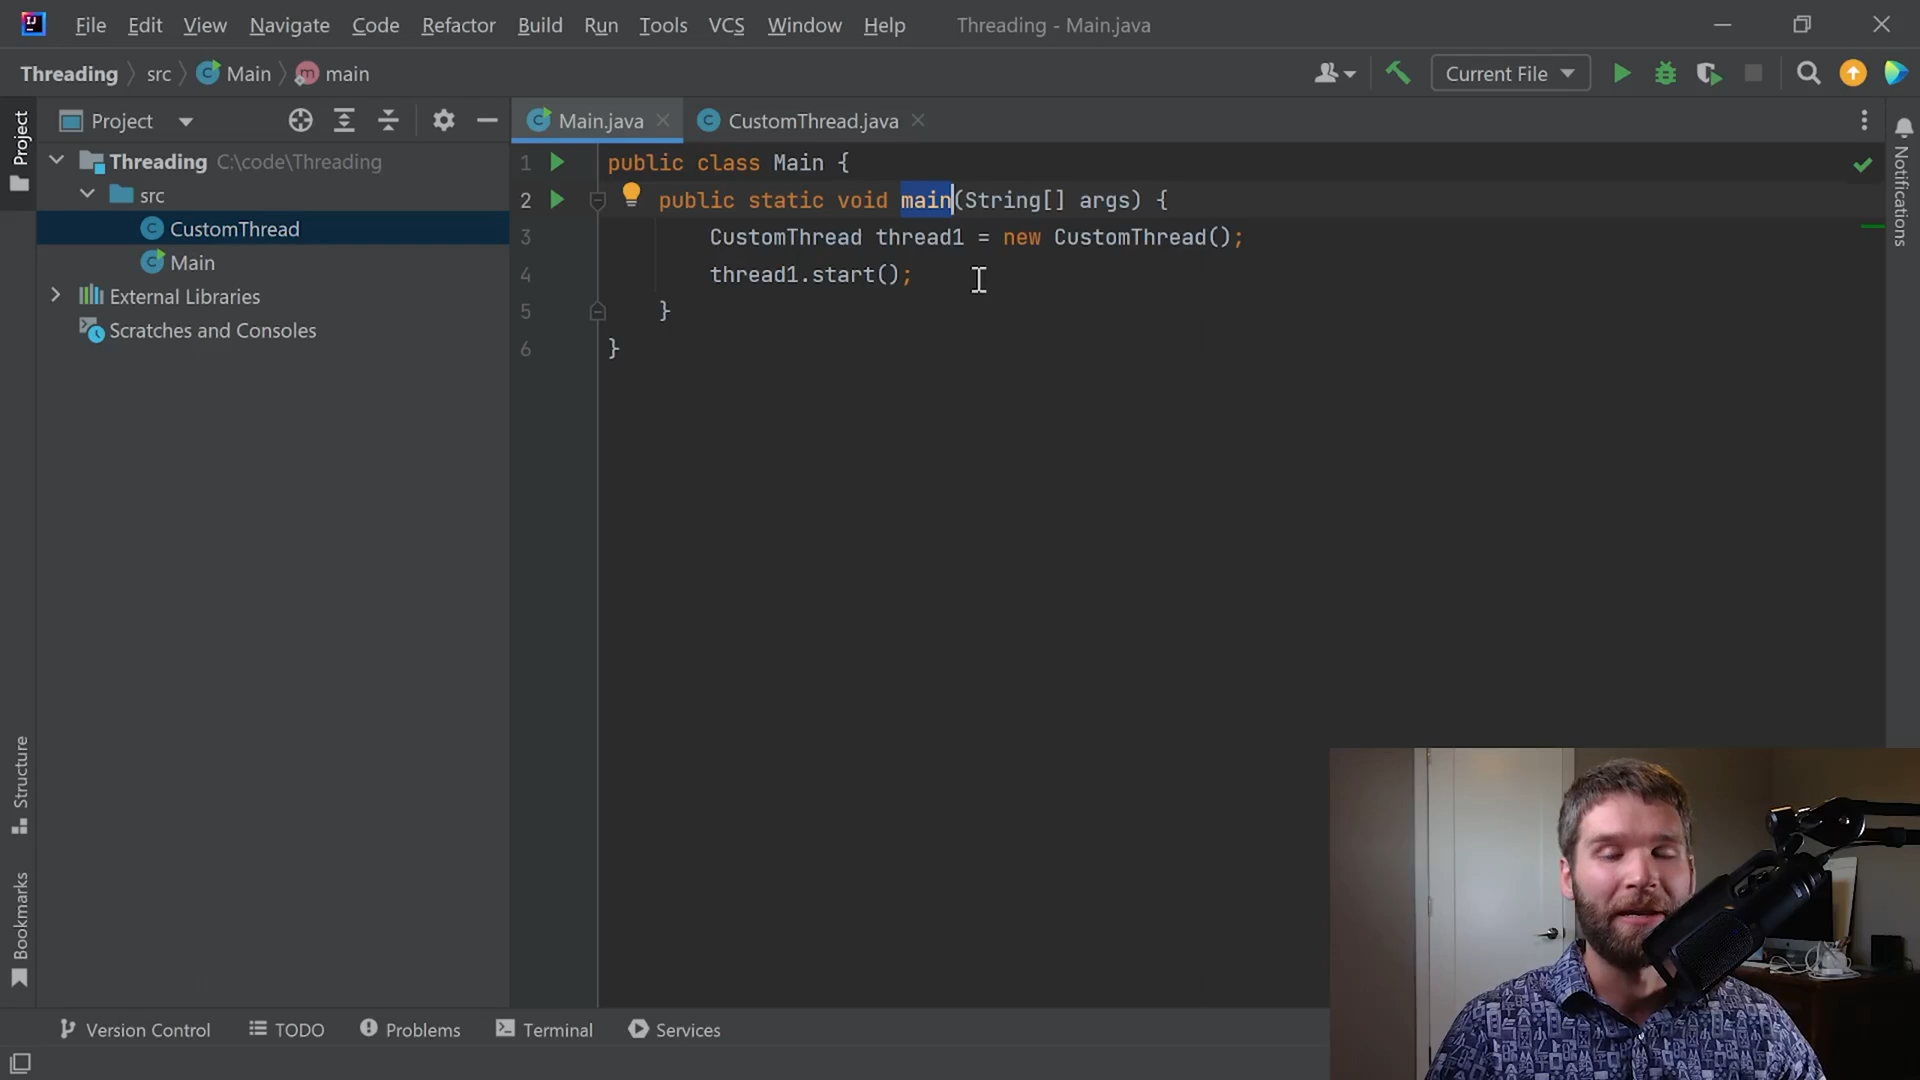 File Edit View Navigate Code Refactor Build Run Tools VCS Window Help Threading - Main.java
Threading src Main main Current File
Project
Project
Main.java CustomThread.java
Notifications
Threading C:\code\Threading
src
CustomThread
Main
External Libraries
Scratches and Consoles
1 public class Main {
2 public static void main(String[] args) {
3 CustomThread thread1 = new CustomThread();
4 thread1.start();
5 }
6 }
Structure
Bookmarks
Version Control TODO Problems Terminal Services